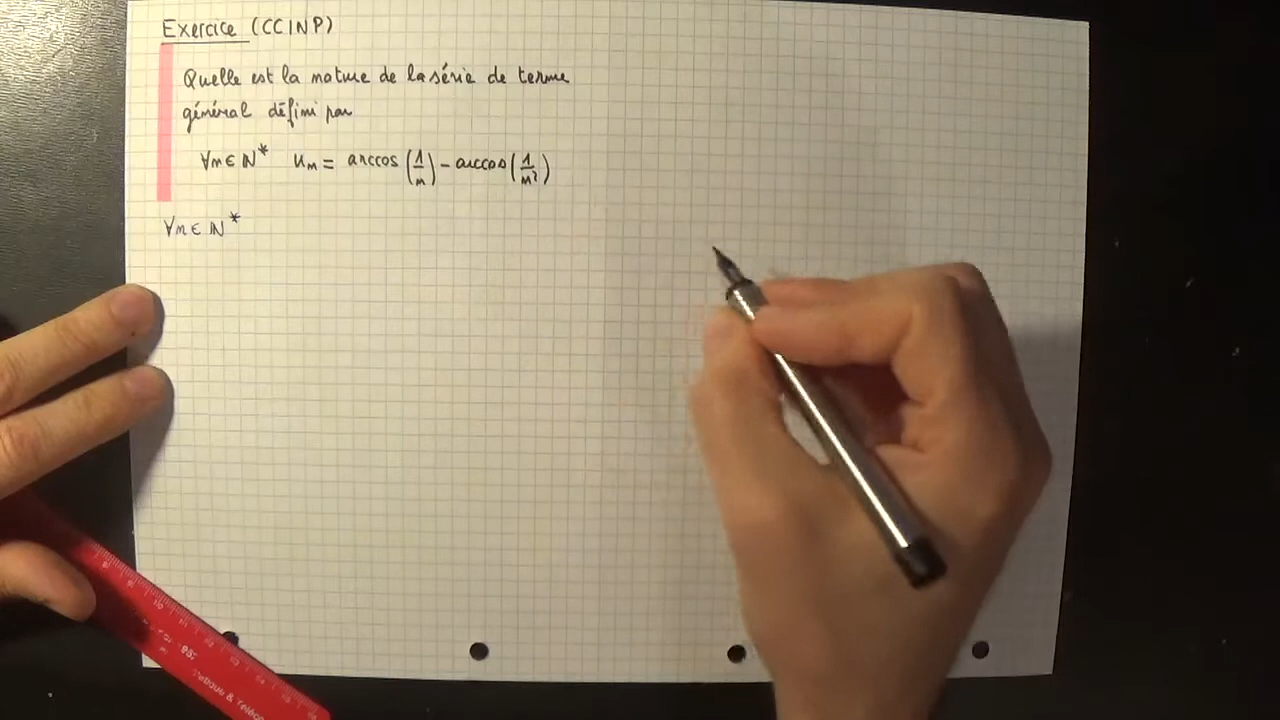 Exercice (CCINP)
Quelle est la nature de la série de terme
général défini par
∀n ∈ ℕ* uₙ = arccos(1/n) - arccos(1/n²)
∀n ∈ ℕ*